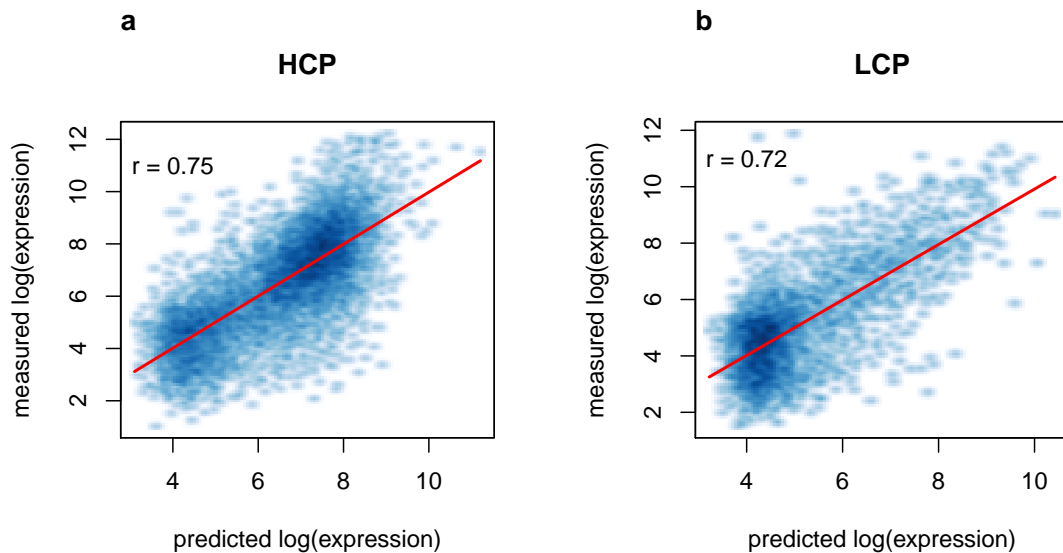 a
HCP
measured log(expression)
12
10
8
6
4
2
r = 0.75
4 6 8 10
predicted log(expression)
b
LCP
measured log(expression)
12
10
8
6
4
2
r = 0.72
4 6 8 10
predicted log(expression)